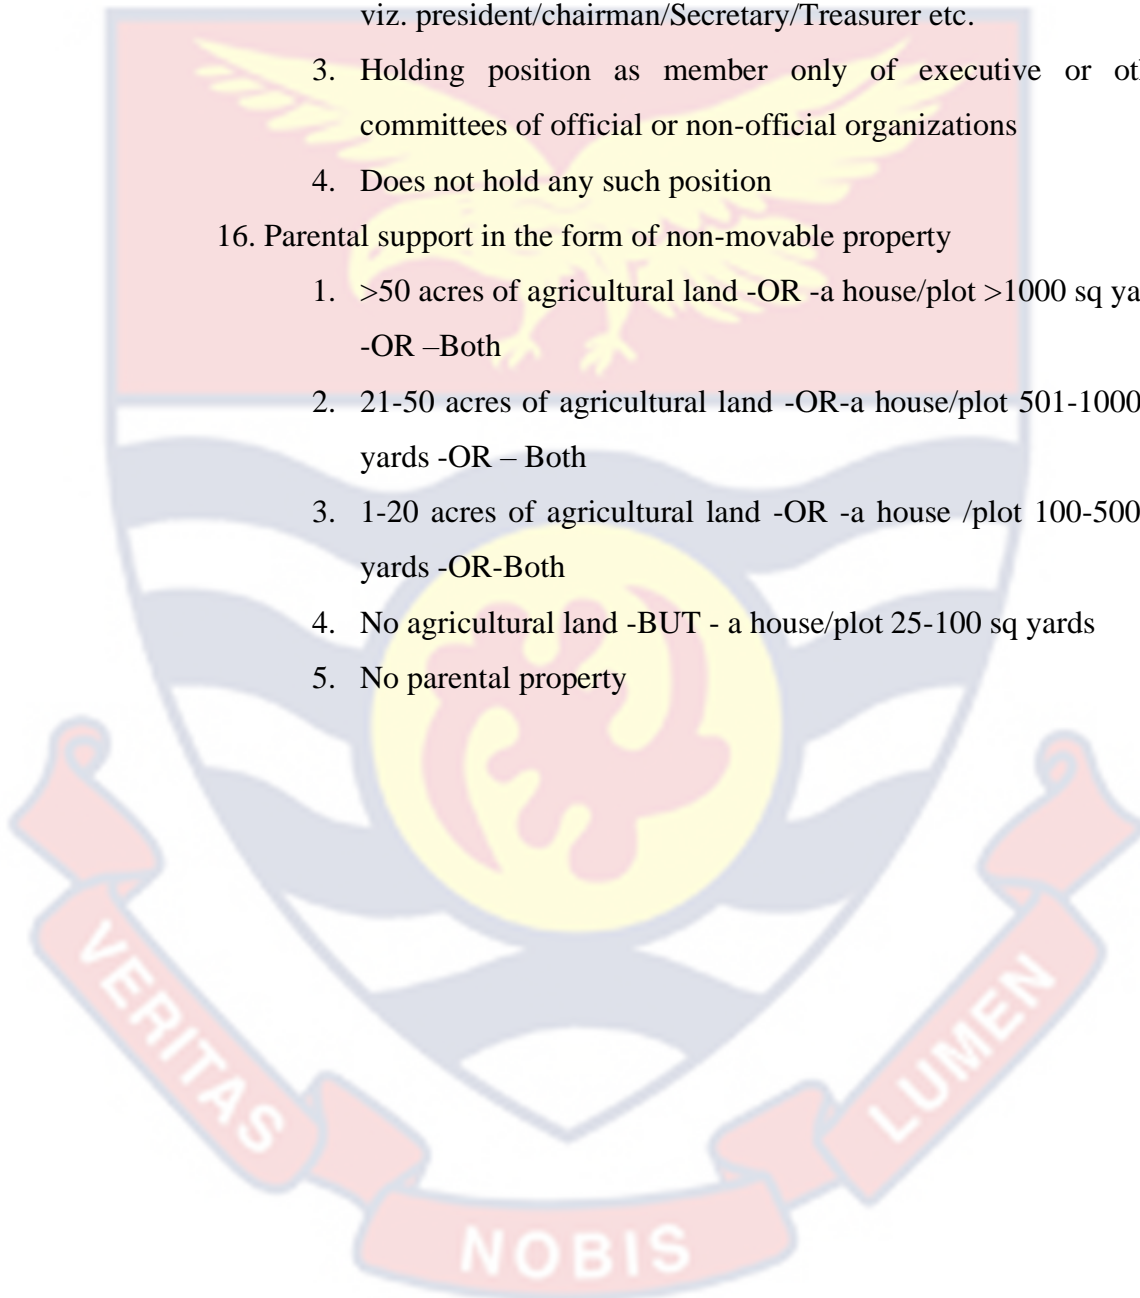 viz. president/chairman/Secretary/Treasurer etc.
3. Holding position as member only of executive or
committees of official or non-official organizations
4. Does not hold any such position
16. Parental support in the form of non-movable property
1. >50 acres of agricultural land -OR -a house/plot >1000 sq
-OR –Both
2. 21-50 acres of agricultural land -OR-a house/plot 501-1000
yards -OR – Both
3. 1-20 acres of agricultural land -OR -a house /plot 100-500
yards -OR-Both
4. No agricultural land -BUT - a house/plot 25-100 sq yards
5. No parental property
VERITAS
NOBIS
LUMEN